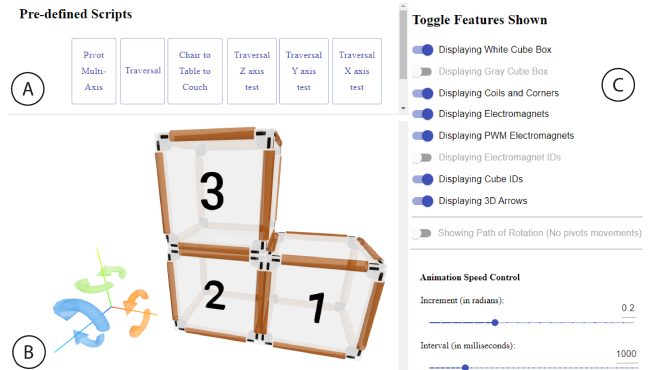 Pre-defined Scripts
Pivot
Multi-
Axis
Traversal
Chair to
Table to
Couch
Traversal
Z axis
test
Traversal
Y axis
test
Traversal
X axis
test
A
3
2
1
B
Toggle Features Shown
Displaying White Cube Box
Displaying Gray Cube Box
C
Displaying Coils and Corners
Displaying Electromagnets
Displaying PWM Electromagnets
Displaying Electromagnet IDs
Displaying Cube IDs
Displaying 3D Arrows
Showing Path of Rotation (No pivots movements)
Animation Speed Control
Increment (in radians):
0.2
Interval (in milliseconds):
1000